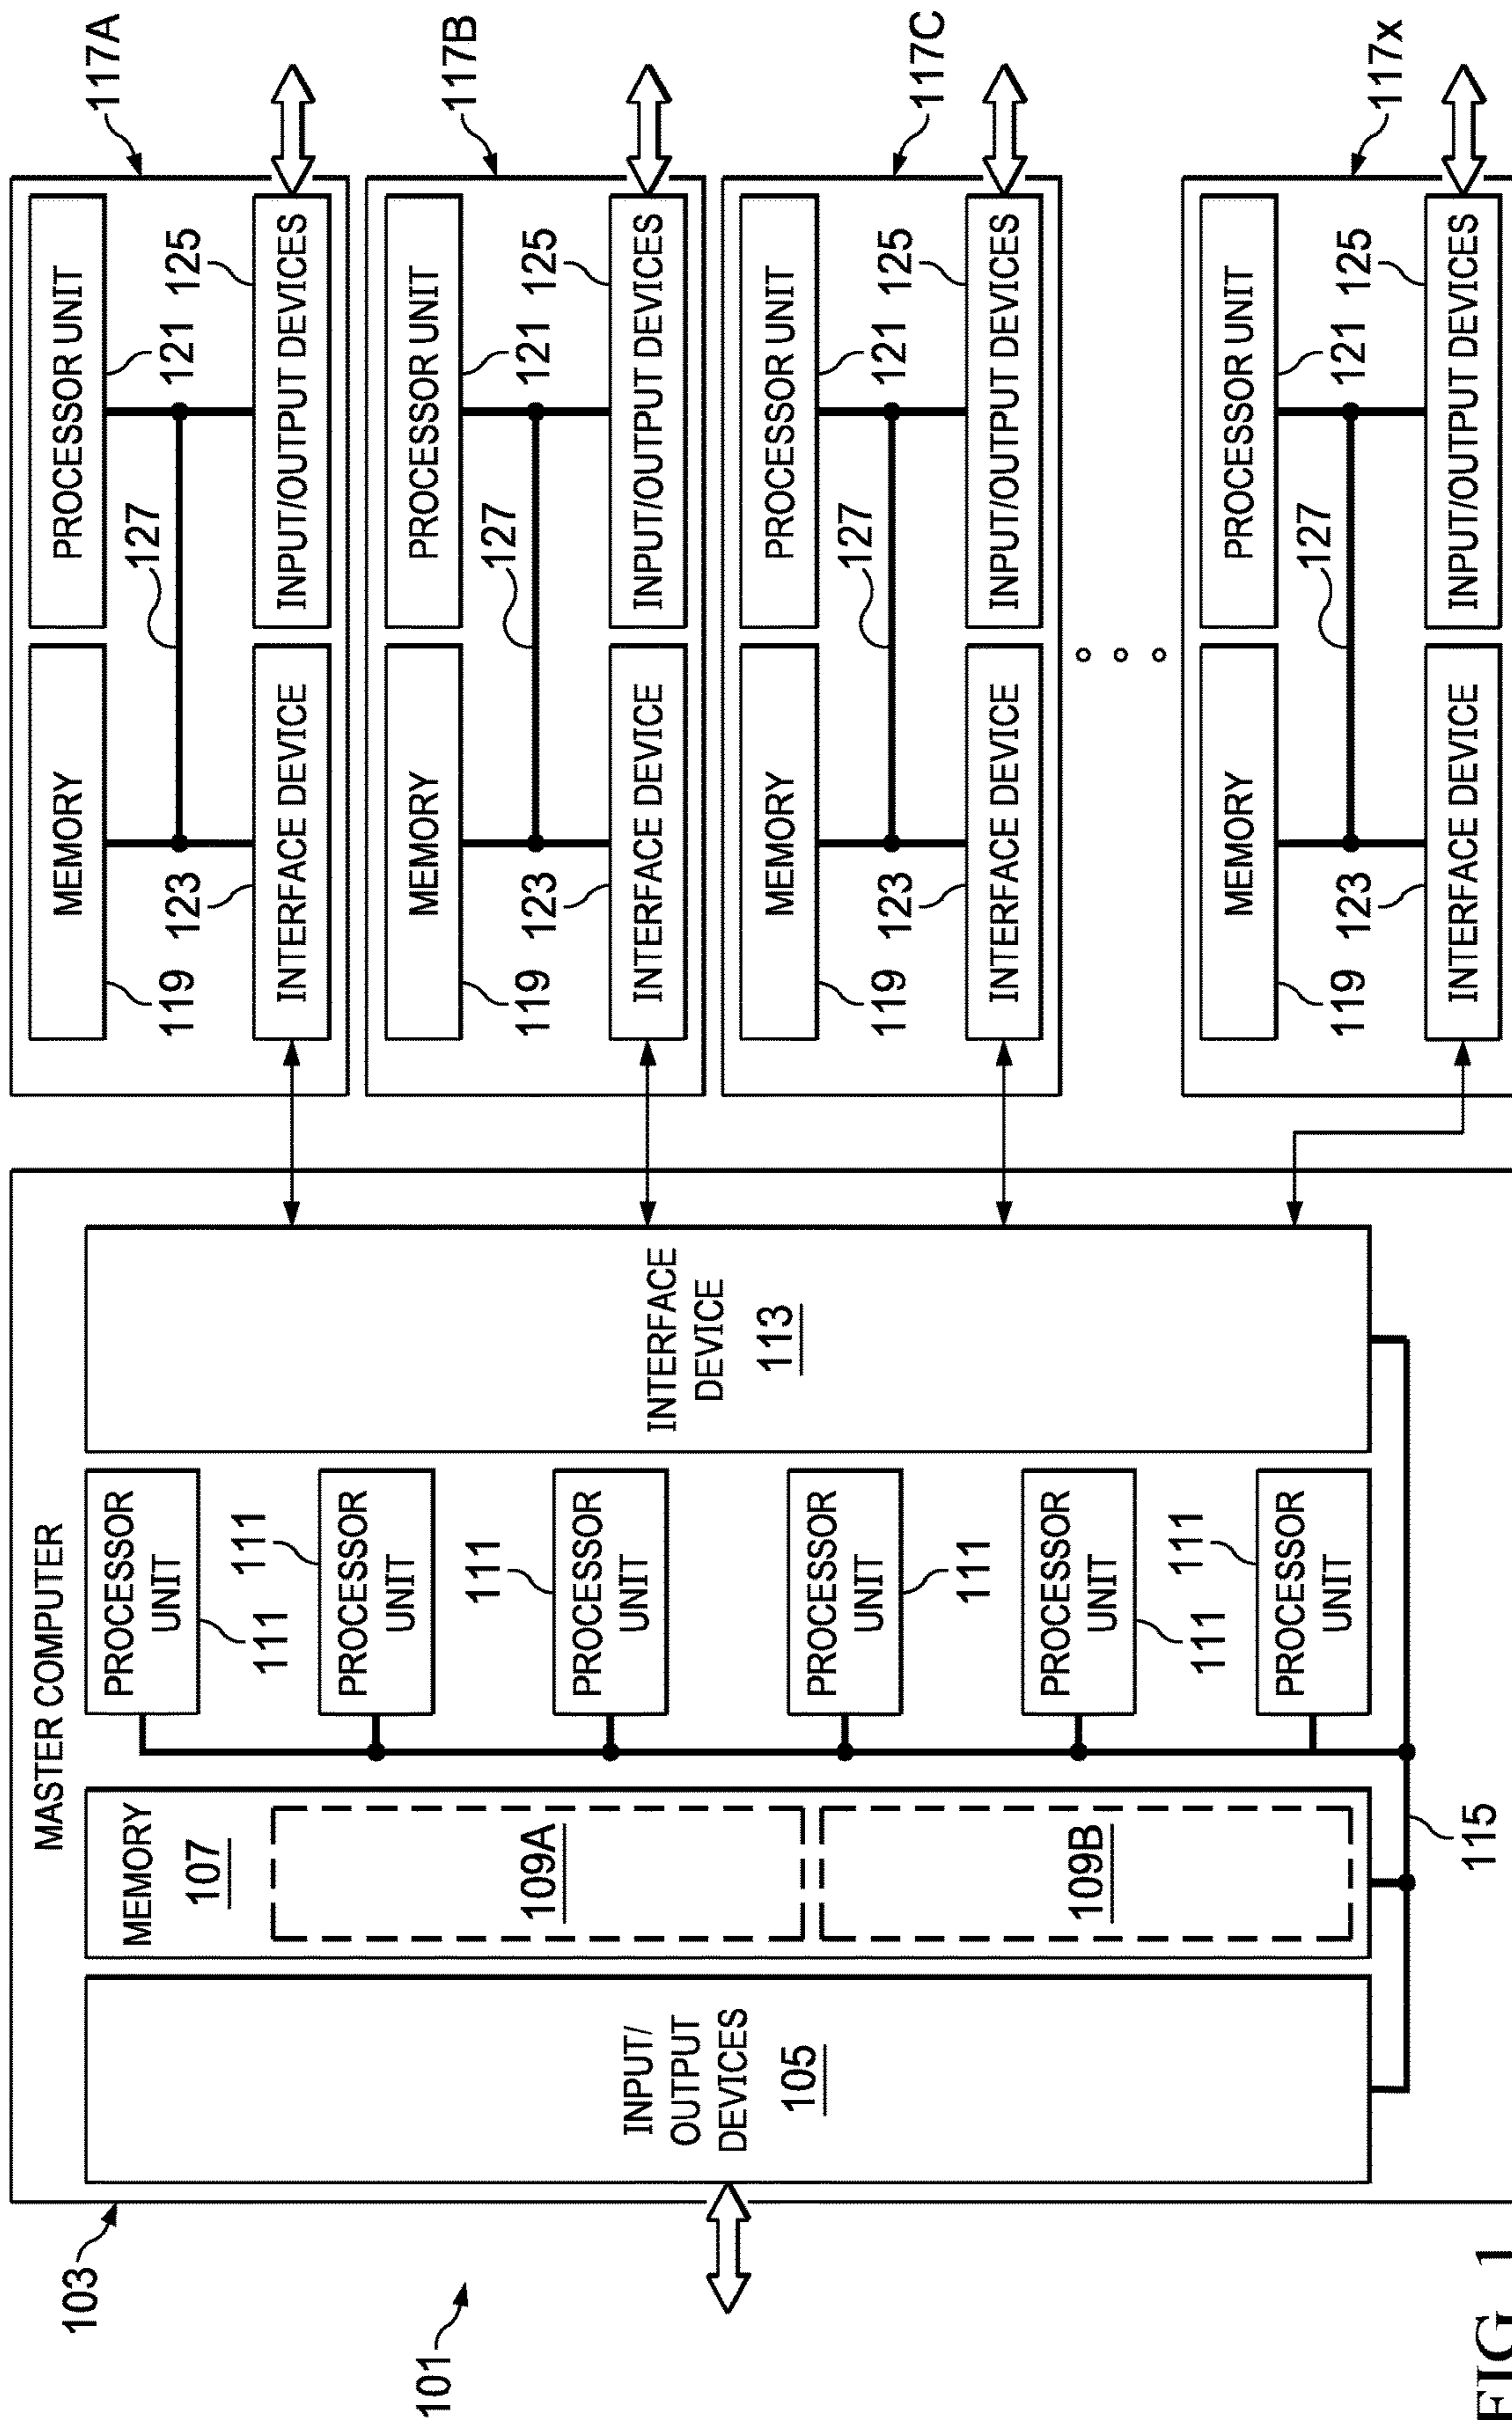 101
103
MASTER COMPUTER
INPUT/
OUTPUT
DEVICES
105
MEMORY
107
109A
109B
PROCESSOR
UNIT
111
PROCESSOR
UNIT
111
PROCESSOR
UNIT
111
PROCESSOR
UNIT
111
PROCESSOR
UNIT
111
PROCESSOR
UNIT
111
INTERFACE
DEVICE
113
115
117A
MEMORY
PROCESSOR UNIT
119
127
121
123
125
INTERFACE DEVICE
INPUT/OUTPUT DEVICES
117B
MEMORY
PROCESSOR UNIT
119
127
121
123
125
INTERFACE DEVICE
INPUT/OUTPUT DEVICES
117C
MEMORY
PROCESSOR UNIT
119
127
121
123
125
INTERFACE DEVICE
INPUT/OUTPUT DEVICES
117x
MEMORY
PROCESSOR UNIT
119
127
121
123
125
INTERFACE DEVICE
INPUT/OUTPUT DEVICES
FIG. 1